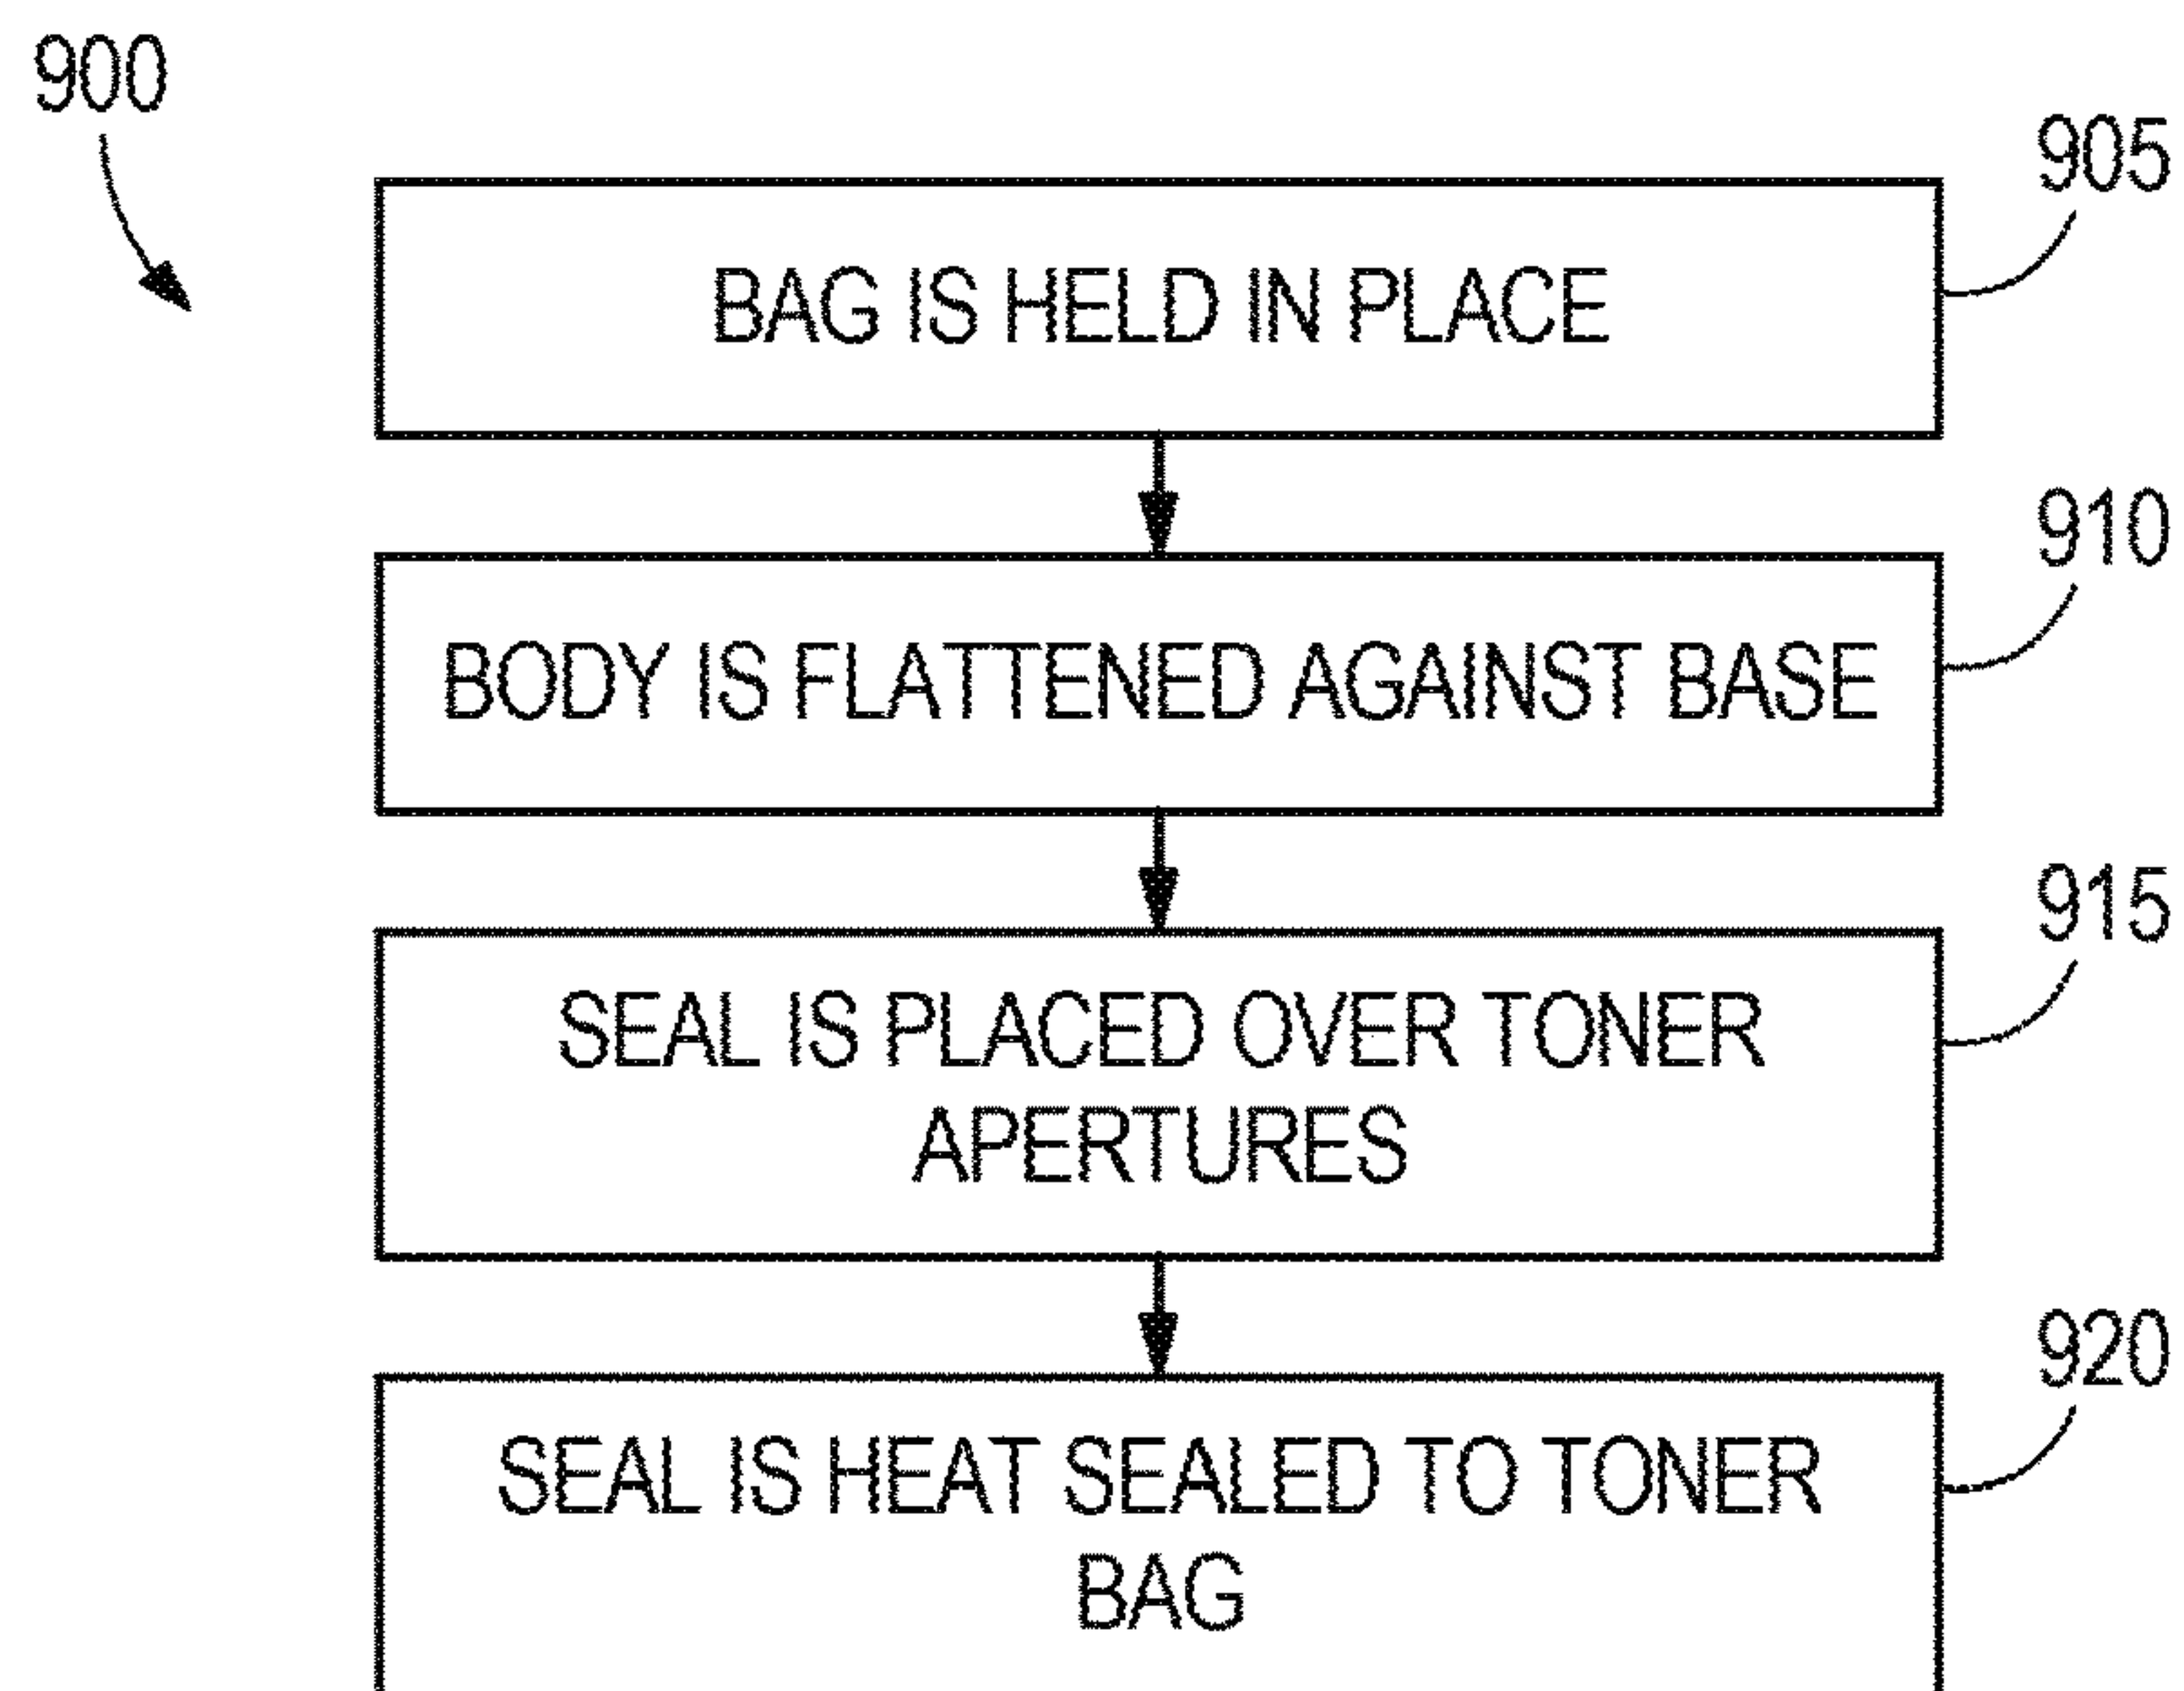 900
905
BAG IS HELD IN PLACE
910
BODY IS FLATTENED AGAINST BASE
915
SEAL IS PLACED OVER TONER
APERTURES
920
SEAL IS HEAT SEALED TO TONER
BAG